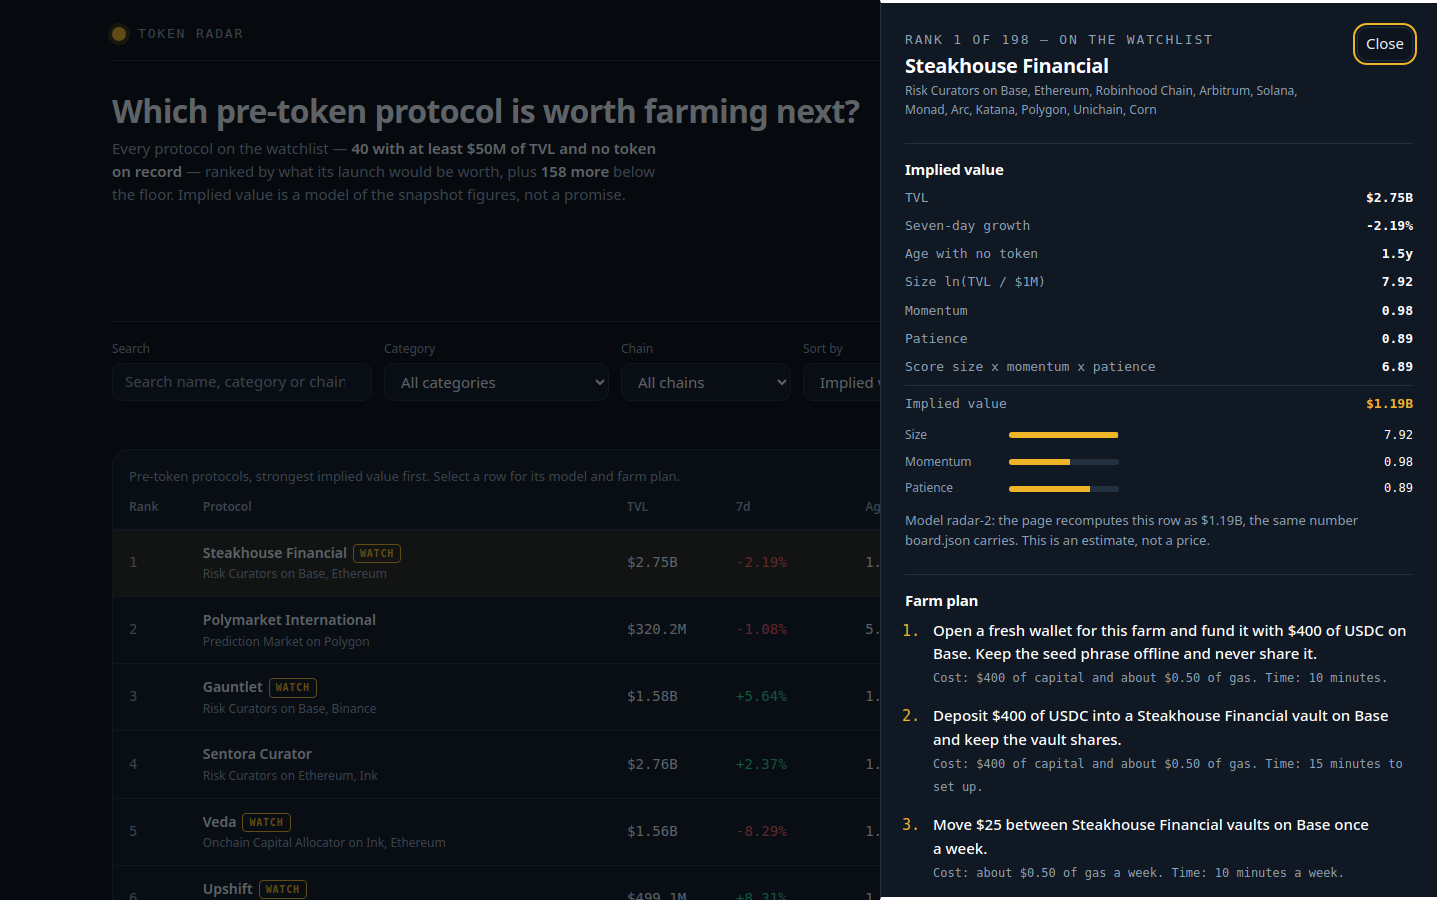 TOKEN RADAR
Which pre-token protocol is worth farming next?
Every protocol on the watchlist — 40 with at least $50M of TVL and no token
on record — ranked by what its launch would be worth, plus 158 more below
the floor. Implied value is a model of the snapshot figures, not a promise.
Search
Category
Chain
Sort by
Search name, category or chain
All categories
All chains
Implied v
Pre-token protocols, strongest implied value first. Select a row for its model and farm plan.
Rank
Protocol
TVL
7d
Ag
1
Steakhouse Financial
WATCH
Risk Curators on Base, Ethereum
$2.75B
-2.19%
1.
2
Polymarket International
Prediction Market on Polygon
$320.2M
-1.08%
5.
3
Gauntlet
WATCH
Risk Curators on Base, Binance
$1.58B
+5.64%
1.
4
Sentora Curator
Risk Curators on Ethereum, Ink
$2.76B
+2.37%
1.
5
Veda
WATCH
Onchain Capital Allocator on Ink, Ethereum
$1.56B
-8.29%
1.
6
Upshift
WATCH
$499.1M
+8.31%
1.
RANK 1 OF 198 — ON THE WATCHLIST
Close
Steakhouse Financial
Risk Curators on Base, Ethereum, Robinhood Chain, Arbitrum, Solana,
Monad, Arc, Katana, Polygon, Unichain, Corn
Implied value
TVL
$2.75B
Seven-day growth
-2.19%
Age with no token
1.5y
Size ln(TVL / $1M)
7.92
Momentum
0.98
Patience
0.89
Score size x momentum x patience
6.89
Implied value
$1.19B
Size
7.92
Momentum
0.98
Patience
0.89
Model radar-2: the page recomputes this row as $1.19B, the same number
board.json carries. This is an estimate, not a price.
Farm plan
1. Open a fresh wallet for this farm and fund it with $400 of USDC on
Base. Keep the seed phrase offline and never share it.
Cost: $400 of capital and about $0.50 of gas. Time: 10 minutes.
2. Deposit $400 of USDC into a Steakhouse Financial vault on Base
and keep the vault shares.
Cost: $400 of capital and about $0.50 of gas. Time: 15 minutes to
set up.
3. Move $25 between Steakhouse Financial vaults on Base once
a week.
Cost: about $0.50 of gas a week. Time: 10 minutes a week.